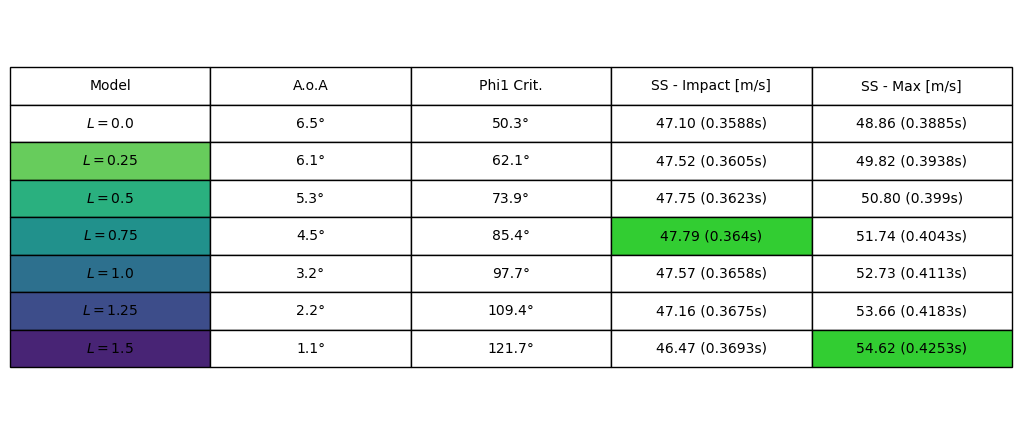 Model A.o.A Phi1 Crit. SS - Impact [m/s] SS - Max [m/s]
L = 0.0 6.5° 50.3° 47.10 (0.3588s) 48.86 (0.3885s)
L = 0.25 6.1° 62.1° 47.52 (0.3605s) 49.82 (0.3938s)
L = 0.5 5.3° 73.9° 47.75 (0.3623s) 50.80 (0.399s)
L = 0.75 4.5° 85.4° 47.79 (0.364s) 51.74 (0.4043s)
L = 1.0 3.2° 97.7° 47.57 (0.3658s) 52.73 (0.4113s)
L = 1.25 2.2° 109.4° 47.16 (0.3675s) 53.66 (0.4183s)
L = 1.5 1.1° 121.7° 46.47 (0.3693s) 54.62 (0.4253s)